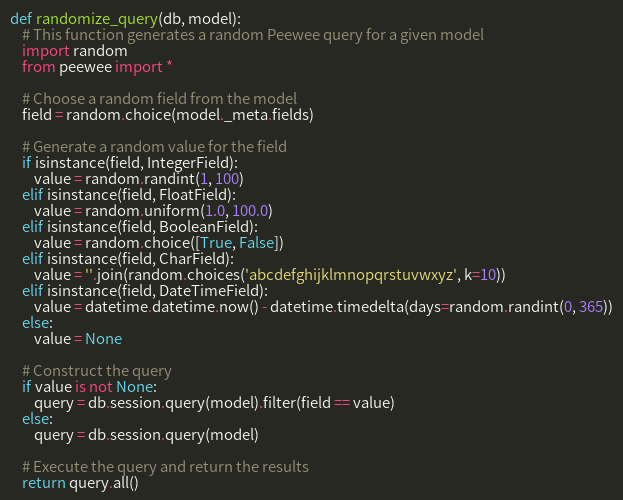 def randomize_query(db, model):
    # This function generates a random Peewee query for a given model
    import random
    from peewee import *

    # Choose a random field from the model
    field = random.choice(model._meta.fields)

    # Generate a random value for the field
    if isinstance(field, IntegerField):
        value = random.randint(1, 100)
    elif isinstance(field, FloatField):
        value = random.uniform(1.0, 100.0)
    elif isinstance(field, BooleanField):
        value = random.choice([True, False])
    elif isinstance(field, CharField):
        value = ''.join(random.choices('abcdefghijklmnopqrstuvwxyz', k=10))
    elif isinstance(field, DateTimeField):
        value = datetime.datetime.now() - datetime.timedelta(days=random.randint(0, 365))
    else:
        value = None

    # Construct the query
    if value is not None:
        query = db.session.query(model).filter(field == value)
    else:
        query = db.session.query(model)

    # Execute the query and return the results
    return query.all()